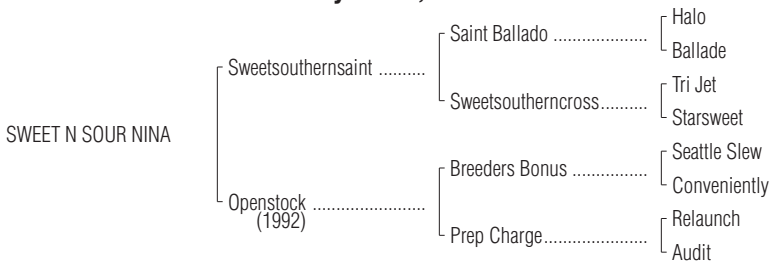 Halo
Saint Ballado ....................
Ballade
Sweetsouthernsaint ..........
Tri Jet
Sweetsoutherncross..........
Starsweet
SWEET N SOUR NINA
Seattle Slew
Breeders Bonus ................
Conveniently
Openstock ........................
(1992)
Relaunch
Prep Charge......................
Audit